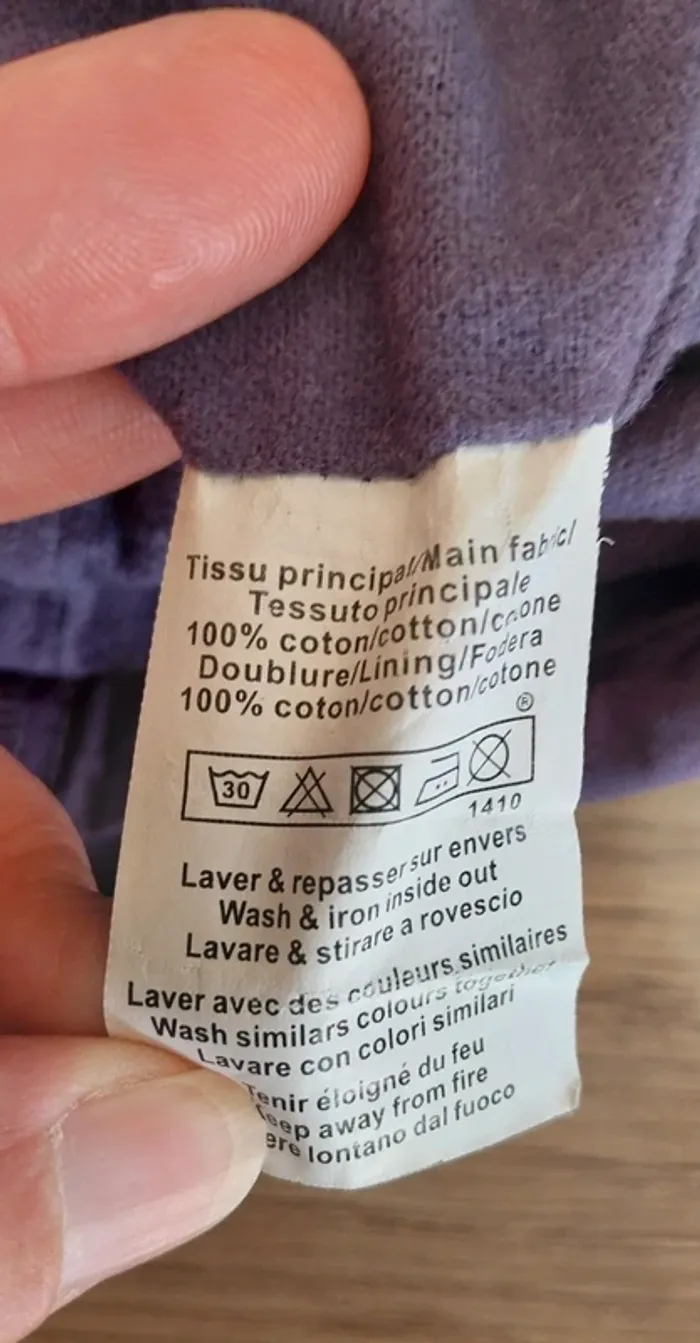 Tissu principal/Main fabric/
Tessuto principale
100% coton/cotton/cotone
Doublure/Lining/Fodera
100% coton/cotton/cotone
®
30
1410
Laver & repasser sur envers
Wash & iron inside out
Lavare & stirare a rovescio
Laver avec des couleurs similaires
Wash similars colours together
Lavare con colori similari
Tenir éloigné du feu
Keep away from fire
lontano dal fuoco